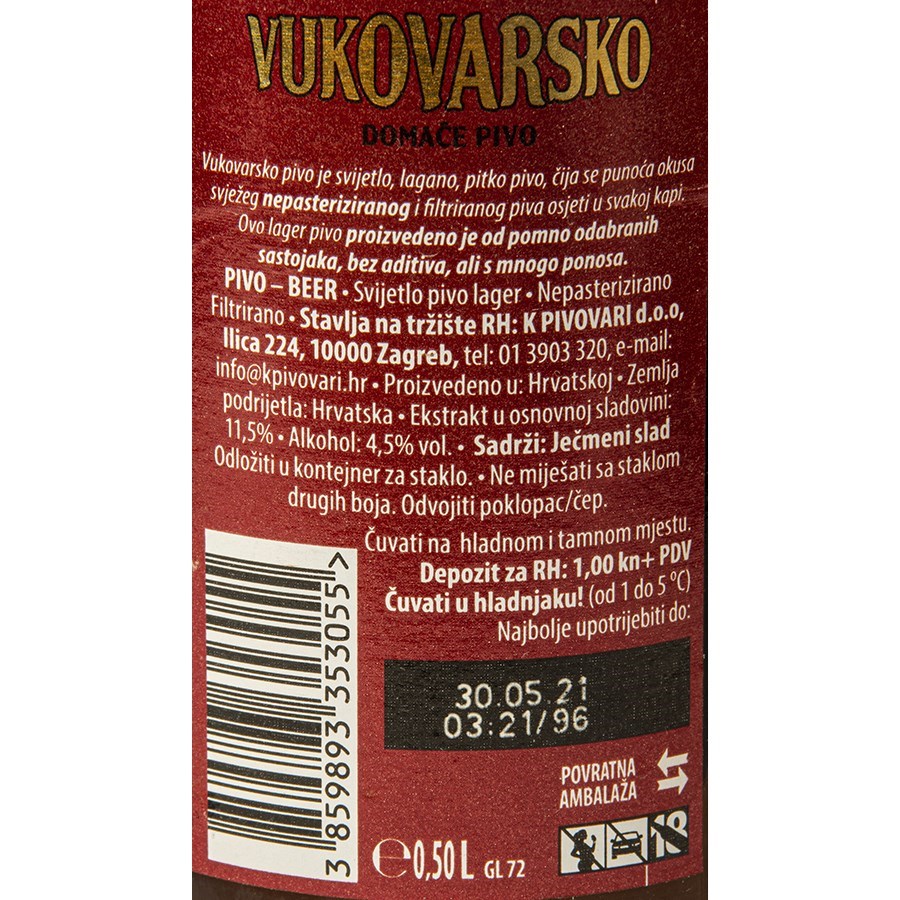 VUKOVARSKO
DOMAĆE PIVO
Vukovarsko pivo je svijetlo, lagano, pitko pivo, čija se punoća okusa
svježeg nepasteriziranog i filtriranog piva osjeti u svakoj kapi.
Ovo lager pivo proizvedeno je od pomno odabranih
sastojaka, bez aditiva, ali s mnogo ponosa.
PIVO – BEER • Svijetlo pivo lager • Nepasterizirano
Filtrirano • Stavlja na tržište RH: K PIVOVARI d.o.o,
Ilica 224, 10000 Zagreb, tel: 01 3903 320, e-mail:
info@kpivovari.hr • Proizvedeno u: Hrvatskoj • Zemlja
podrijetla: Hrvatska • Ekstrakt u osnovnoj sladovini:
11,5% • Alkohol: 4,5% vol. • Sadrži: Ječmeni slad
Odložiti u kontejner za staklo. • Ne miješati sa staklom
drugih boja. Odvojiti poklopac/čep.
Čuvati na hladnom i tamnom mjestu.
Depozit za RH: 1,00 kn+ PDV
Čuvati u hladnjaku! (od 1 do 5 °C)
Najbolje upotrijebiti do:
30.05.21
03:21/96
3 859893 353055 >
POVRATNA
AMBALAŽA
18
℮0,50 L GL 72